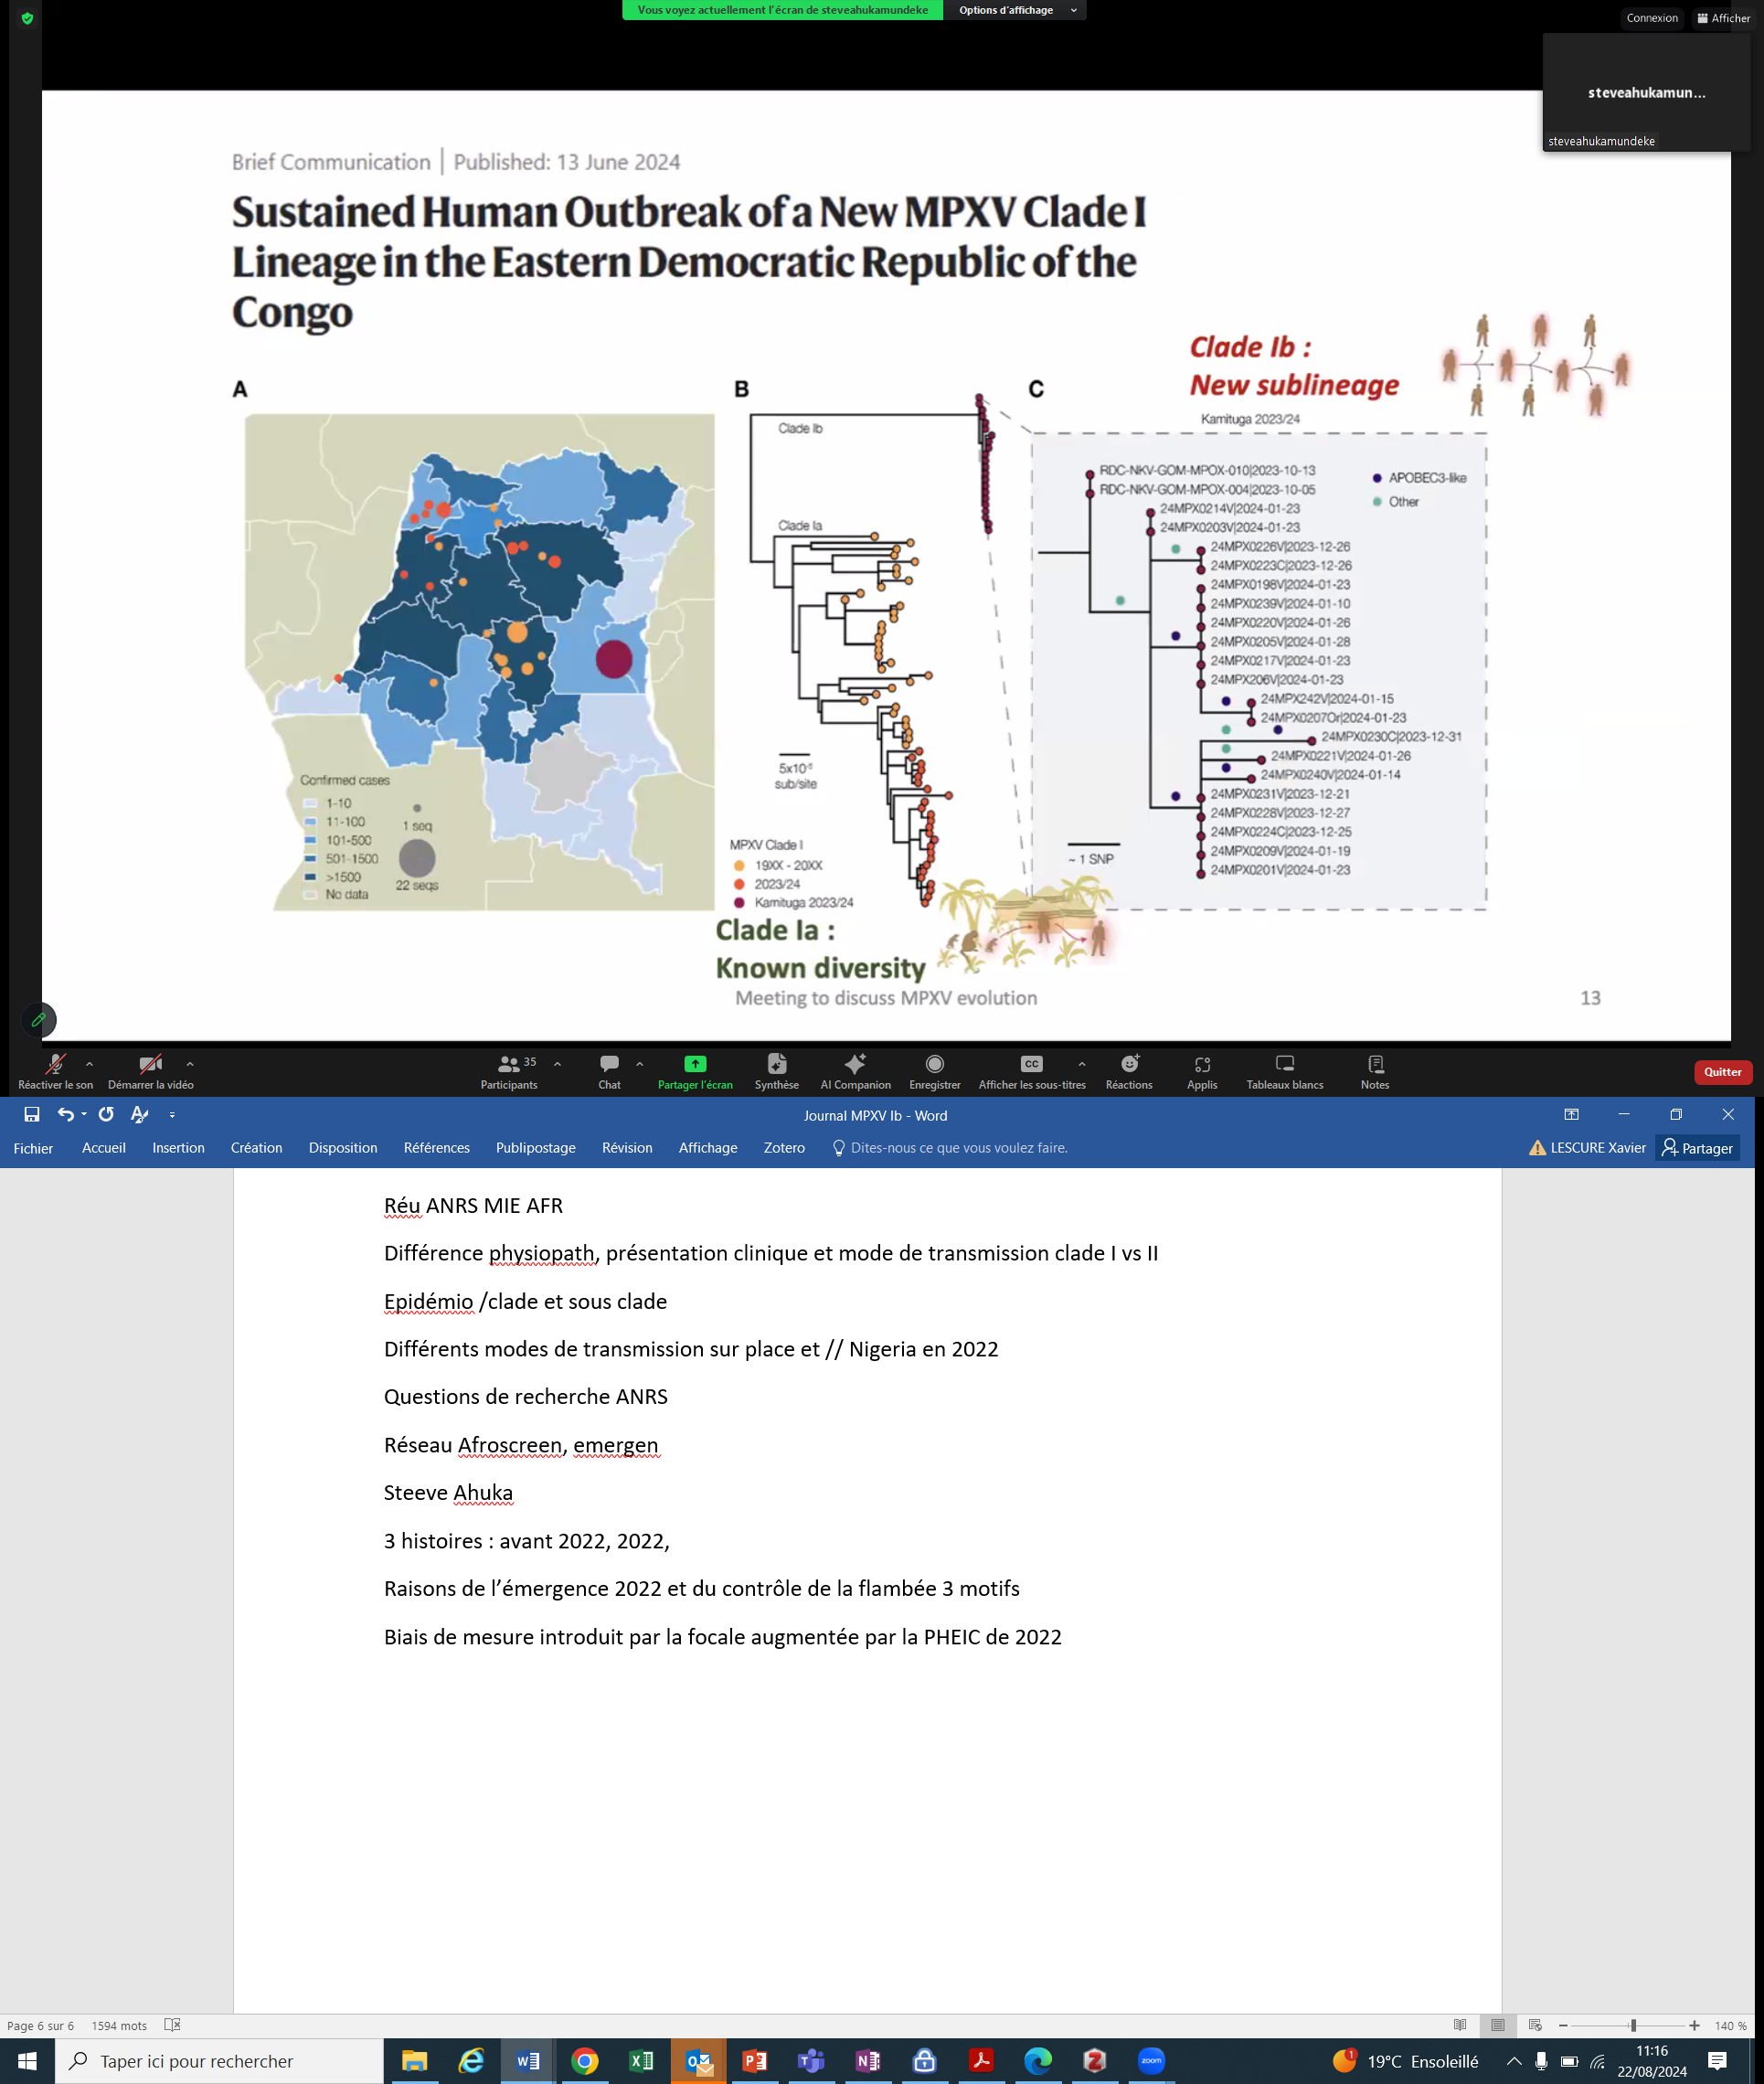 Vous voyez actuellement l'écran de steveahukamundeke
Options d'affichage
Connexion
Afficher
steveahukamun...
steveahukamundeke
Brief Communication | Published: 13 June 2024
Sustained Human Outbreak of a New MPXV Clade I
Lineage in the Eastern Democratic Republic of the
Congo
Clade Ib :
New sublineage
A
B
C
Kamituga 2023/24
Clade Ib
Clade Ia
RDC-NKV-GOM-MPOX-010|2023-10-13
RDC-NKV-GOM-MPOX-004|2023-10-05
24MPX0214V|2024-01-23
24MPX0203V|2024-01-23
24MPX0226V|2023-12-26
24MPX0223C|2023-12-26
24MPX0198V|2024-01-23
24MPX0239V|2024-01-10
24MPX0220V|2024-01-26
24MPX0205V|2024-01-28
24MPX0217V|2024-01-23
24MPX206V|2024-01-23
24MPX242V|2024-01-15
24MPX0207Or|2024-01-23
24MPX0230C|2023-12-31
24MPX0221V|2024-01-26
24MPX0240V|2024-01-14
24MPX0231V|2023-12-21
24MPX0228V|2023-12-27
24MPX0224C|2023-12-25
24MPX0209V|2024-01-19
24MPX0201V|2024-01-23
APOBEC3-like
Other
~ 1 SNP
Confirmed cases
1-10
11-100
101-500
501-1500
>1500
No data
1 seq
22 seqs
5x10⁻⁵
sub/site
MPXV Clade I
19XX - 20XX
2023/24
Kamituga 2023/24
Clade Ia :
Known diversity
Meeting to discuss MPXV evolution
13
Réactiver le son
Démarrer la vidéo
35
Participants
Chat
Partager l'écran
Synthèse
AI Companion
Enregistrer
CC
Afficher les sous-titres
Réactions
Applis
Tableaux blancs
Notes
Quitter
Journal MPXV Ib - Word
Fichier
Accueil
Insertion
Création
Disposition
Références
Publipostage
Révision
Affichage
Zotero
Dites-nous ce que vous voulez faire.
LESCURE Xavier
Partager
Réu ANRS MIE AFR
Différence physiopath, présentation clinique et mode de transmission clade I vs II
Epidémio /clade et sous clade
Différents modes de transmission sur place et // Nigeria en 2022
Questions de recherche ANRS
Réseau Afroscreen, emergen
Steeve Ahuka
3 histoires : avant 2022, 2022,
Raisons de l'émergence 2022 et du contrôle de la flambée 3 motifs
Biais de mesure introduit par la focale augmentée par la PHEIC de 2022
Page 6 sur 6
1594 mots
140 %
Taper ici pour rechercher
zoom
1
19°C Ensoleillé
11:16
22/08/2024